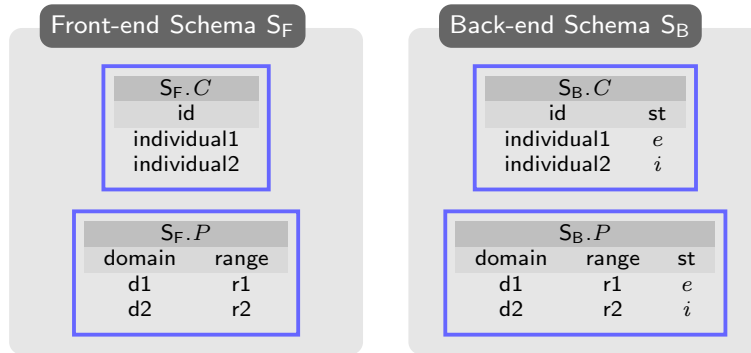 Front-end Schema S_F
S_F.C
id
individual1
individual2
S_F.P
domain range
d1 r1
d2 r2
Back-end Schema S_B
S_B.C
id st
individual1 e
individual2 i
S_B.P
domain range st
d1 r1 e
d2 r2 i